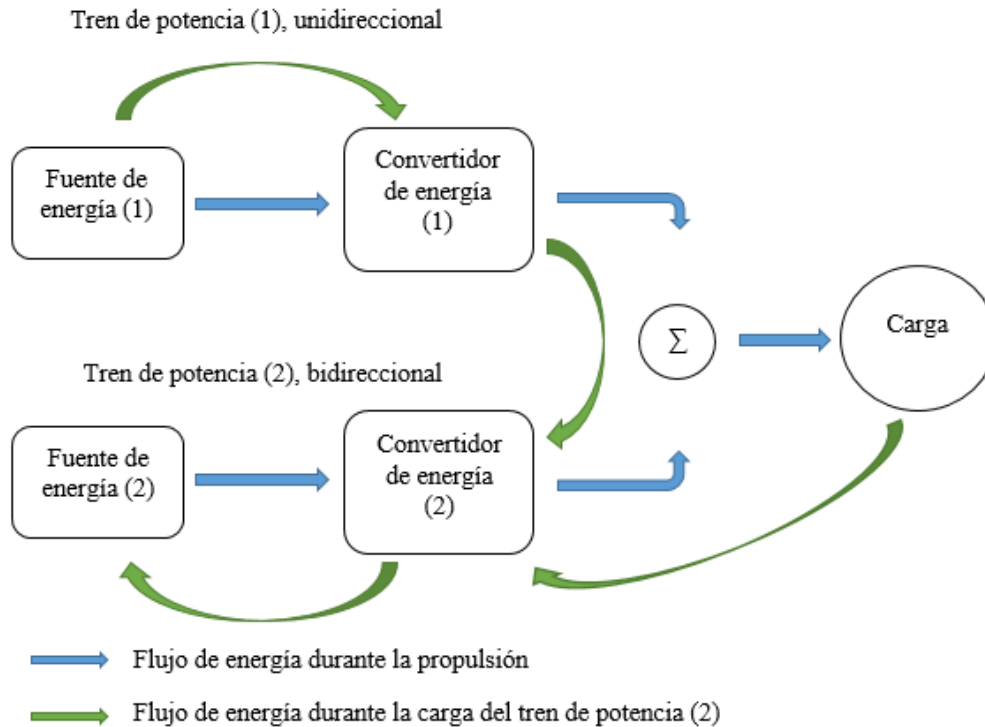 Tren de potencia (1), unidireccional
Fuente de
energía (1)
Convertidor
de energía
(1)
Σ
Carga
Tren de potencia (2), bidireccional
Fuente de
energía (2)
Convertidor
de energía
(2)
Flujo de energía durante la propulsión
Flujo de energía durante la carga del tren de potencia (2)